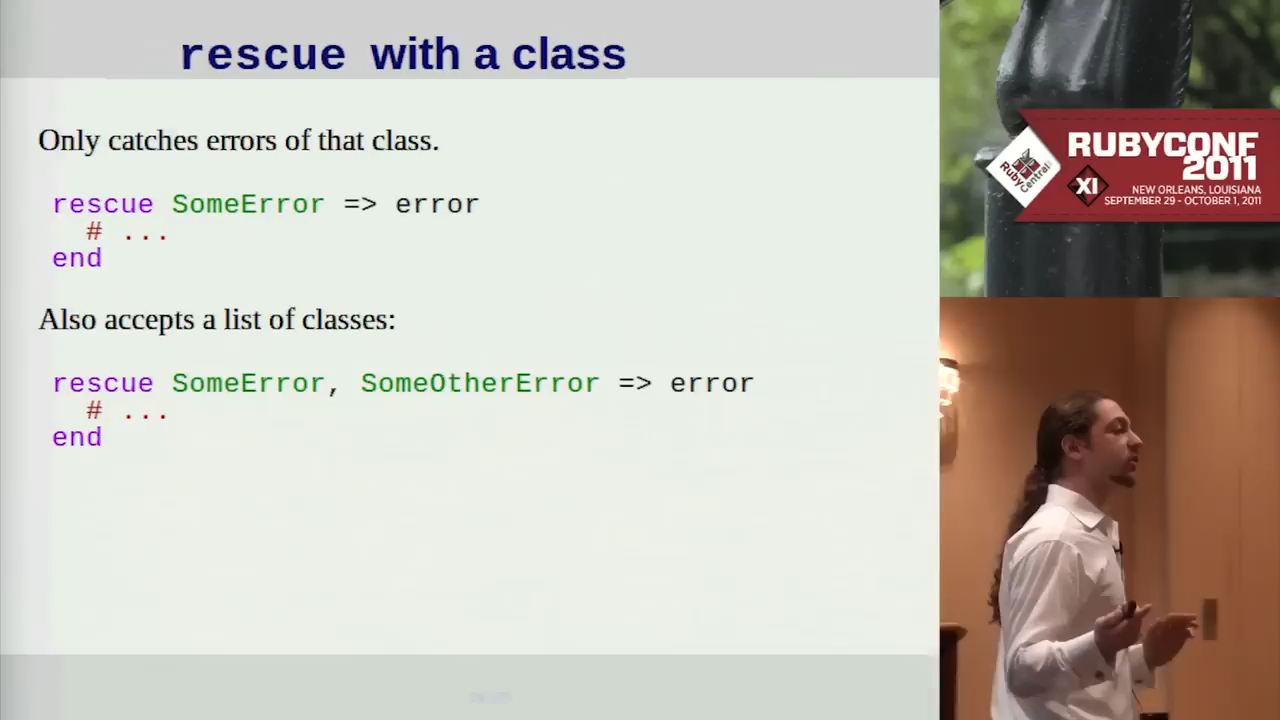 rescue with a class
Only catches errors of that class.
rescue SomeError => error
# ...
end
Also accepts a list of classes:
rescue SomeError, SomeOtherError => error
# ...
end
RUBYCONF
2011
RubyCentral
XI
NEW ORLEANS, LOUISIANA
SEPTEMBER 29 - OCTOBER 1, 2011